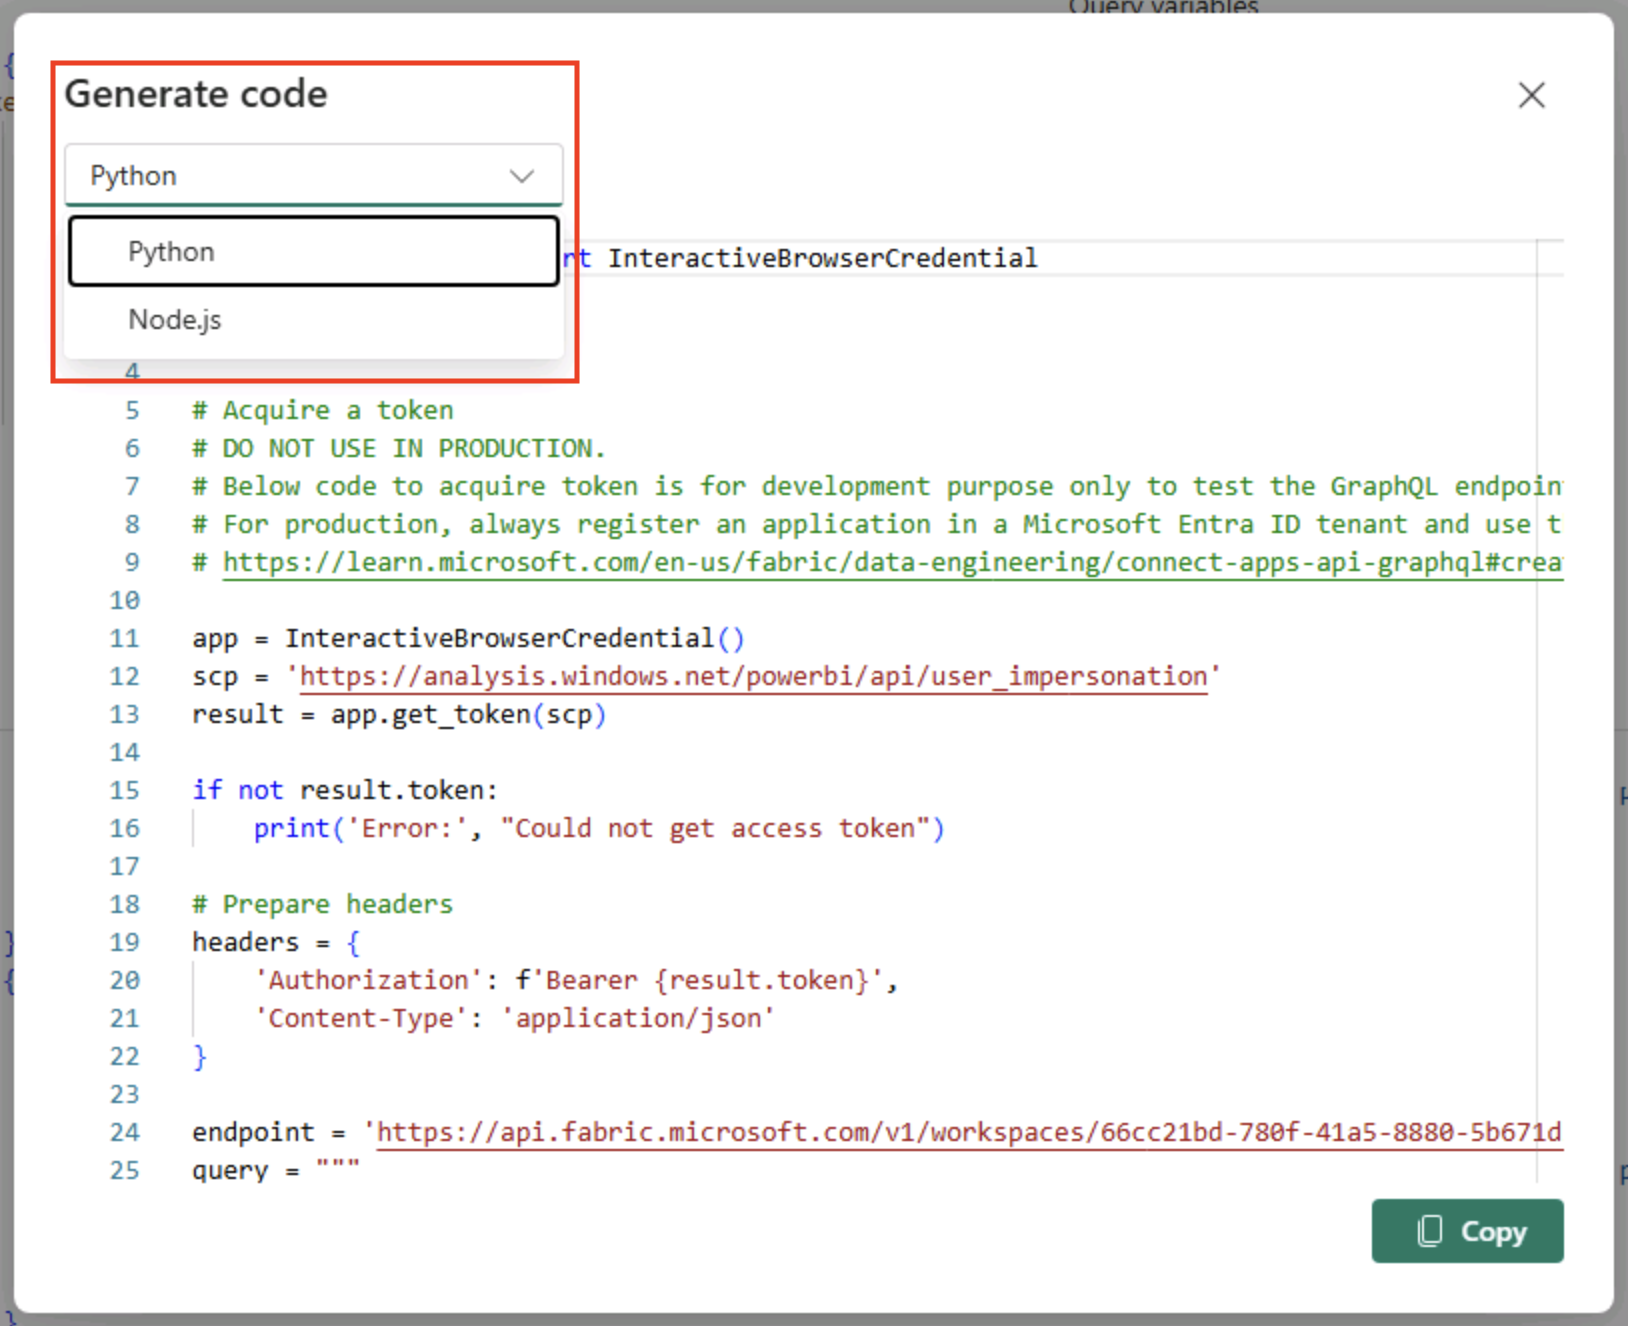 Query variables
Generate code
Python
Python
Node.js
InteractiveBrowserCredential
4
5 # Acquire a token
6 # DO NOT USE IN PRODUCTION.
7 # Below code to acquire token is for development purpose only to test the GraphQL endpoin
8 # For production, always register an application in a Microsoft Entra ID tenant and use t
9 # https://learn.microsoft.com/en-us/fabric/data-engineering/connect-apps-api-graphql#crea
10
11 app = InteractiveBrowserCredential()
12 scp = 'https://analysis.windows.net/powerbi/api/user_impersonation'
13 result = app.get_token(scp)
14
15 if not result.token:
16 print('Error:', "Could not get access token")
17
18 # Prepare headers
19 headers = {
20 'Authorization': f'Bearer {result.token}',
21 'Content-Type': 'application/json'
22 }
23
24 endpoint = 'https://api.fabric.microsoft.com/v1/workspaces/66cc21bd-780f-41a5-8880-5b671d
25 query = """
Copy